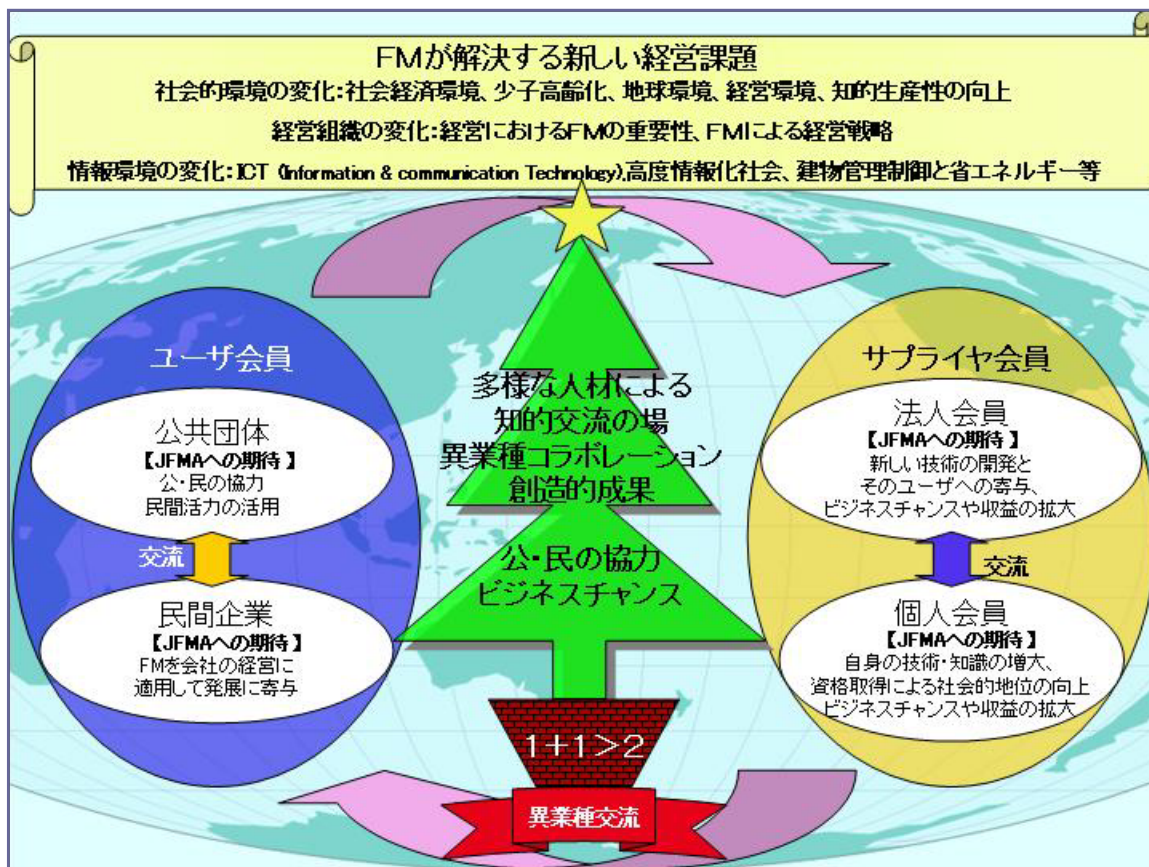 FMが解決する新しい経営課題
社会的環境の変化：社会経済環境、少子高齢化、地球環境、経営環境、知的生産性の向上
経営組織の変化：経営におけるFMの重要性、FMによる経営戦略
情報環境の変化：ICT (Information & communication Technology),高度情報化社会、建物管理制御と省エネルギー等
ユーザ会員
公共団体
【JFMAへの期待】
公・民の協力
民間活力の活用
交流
民間企業
【JFMAへの期待】
FMを会社の経営に
適用して発展に寄与
多様な人材による
知的交流の場
異業種コラボレーション
創造的成果
公・民の協力
ビジネスチャンス
1+1>2
異業種交流
サプライヤ会員
法人会員
【JFMAへの期待】
新しい技術の開発と
そのユーザへの寄与、
ビジネスチャンスや収益の拡大
交流
個人会員
【JFMAへの期待】
自身の技術・知識の増大、
資格取得による社会的地位の向上
ビジネスチャンスや収益の拡大